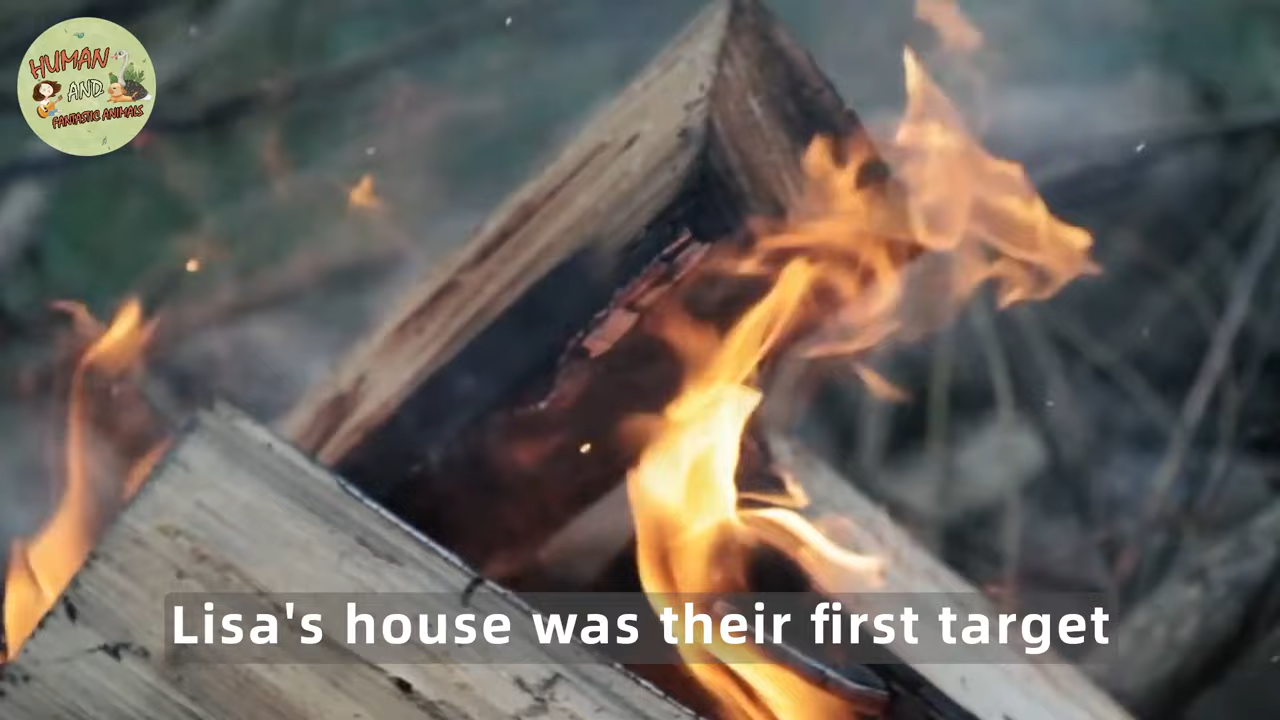 HUMAN
AND
FANTASTIC ANIMALS
Lisa's house was their first target